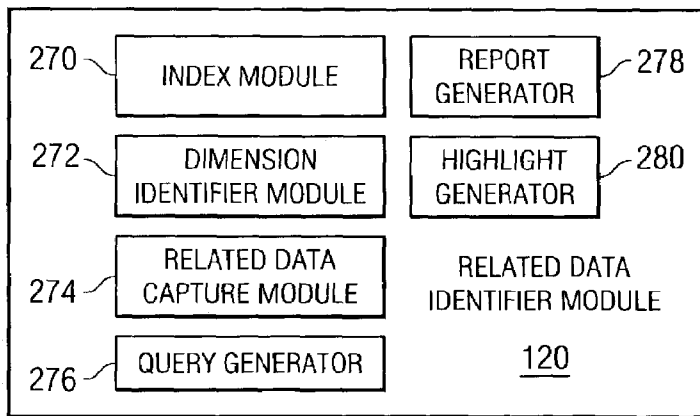 270
INDEX MODULE
REPORT
GENERATOR
278
272
DIMENSION
IDENTIFIER MODULE
HIGHLIGHT
GENERATOR
280
274
RELATED DATA
CAPTURE MODULE
RELATED DATA
IDENTIFIER MODULE
120
276
QUERY GENERATOR